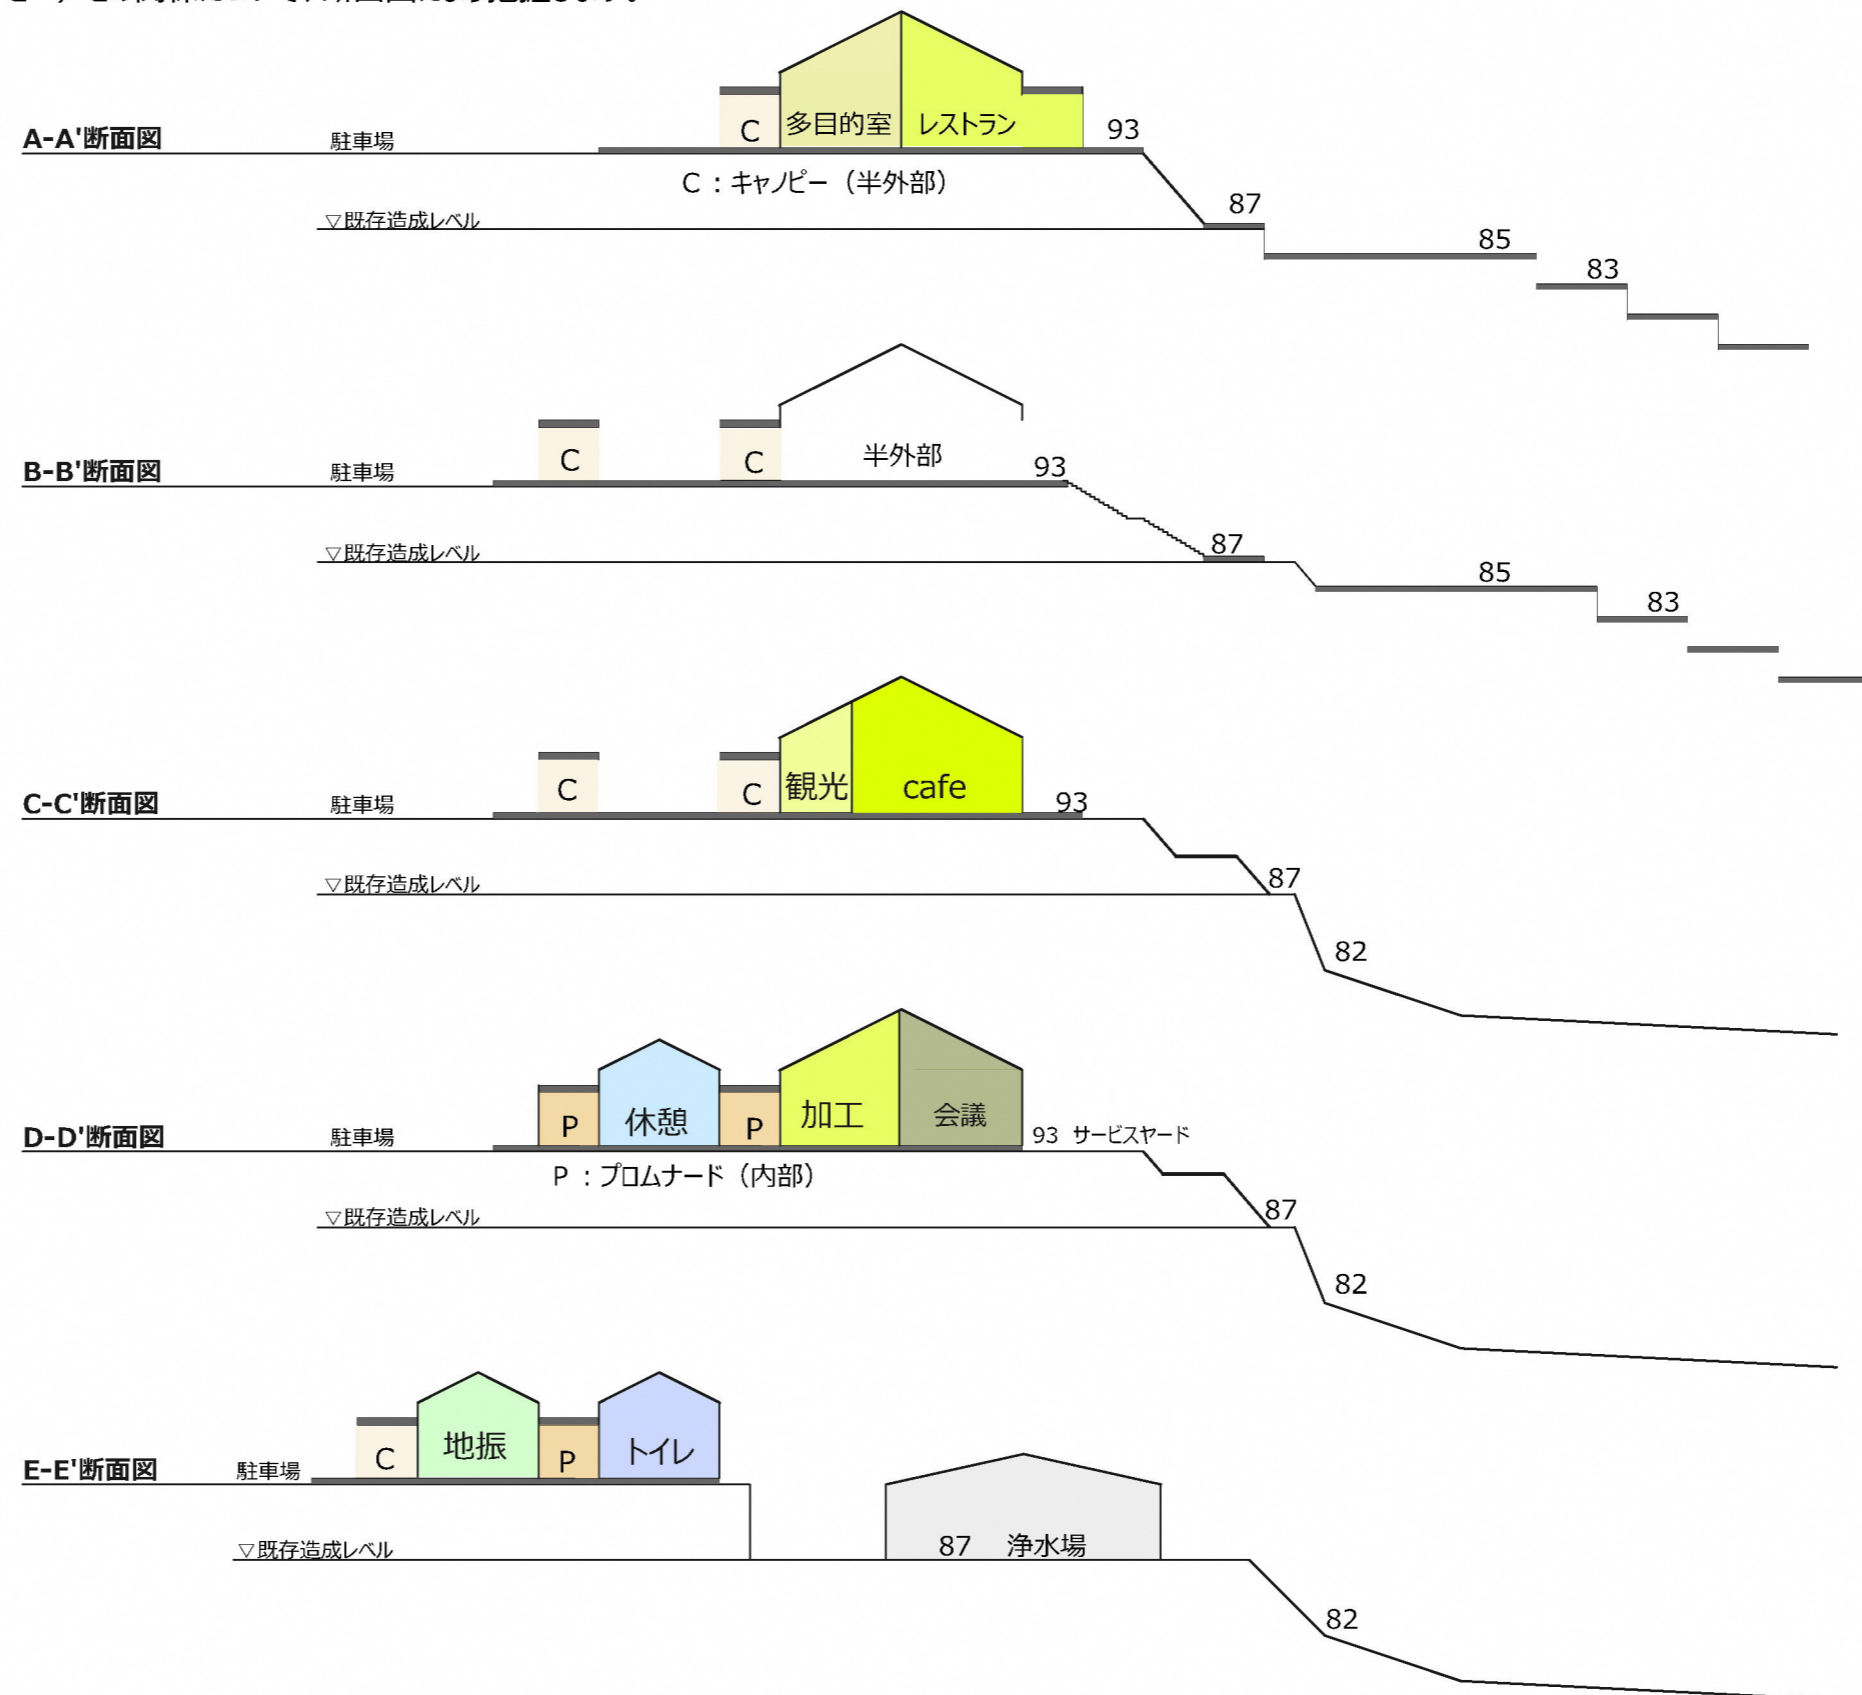 多目的室 レストラン
C
93
A-A'断面図 駐車場
C：キャノピー（半外部）
87
▽既存造成レベル
85
83
C C 半外部
93
B-B'断面図 駐車場
87
▽既存造成レベル
85
83
C C 観光 cafe
93
C-C'断面図 駐車場
87
▽既存造成レベル
82
P 休憩 P 加工 会議
D-D'断面図 駐車場
93 サービスヤード
P：プロムナード（内部）
87
▽既存造成レベル
82
C 地振 P トイレ
E-E'断面図 駐車場
▽既存造成レベル
87 浄水場
82